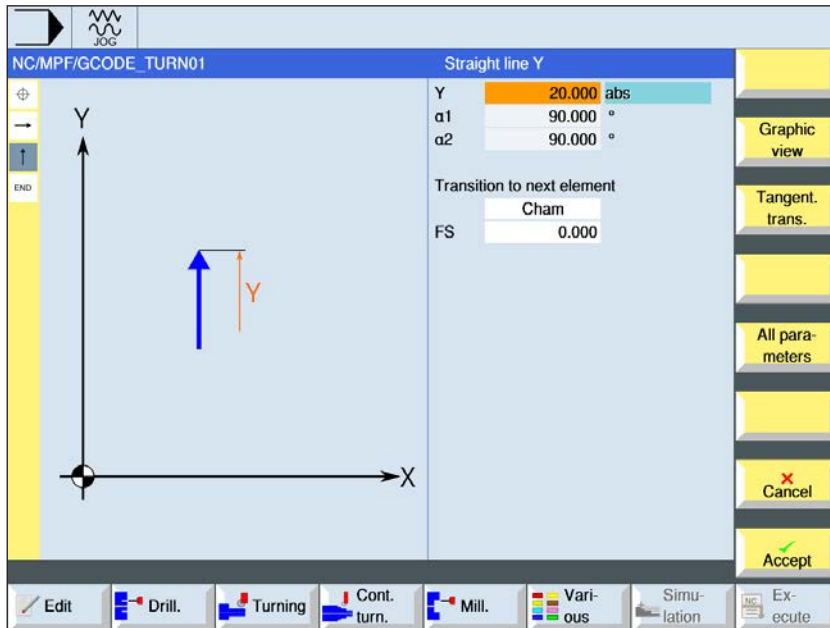 JOG
NC/MPF/GCODE_TURN01
Straight line Y
Y 20.000 abs
α1 90.000 °
α2 90.000 °
Transition to next element
Cham
FS 0.000
END
Y
Y
X
Graphic
view
Tangent.
trans.
All para-
meters
Cancel
Accept
Edit
Drill.
Turning
Cont.
turn.
Mill.
Vari-
ous
Simu-
lation
NC
Ex-
ecute